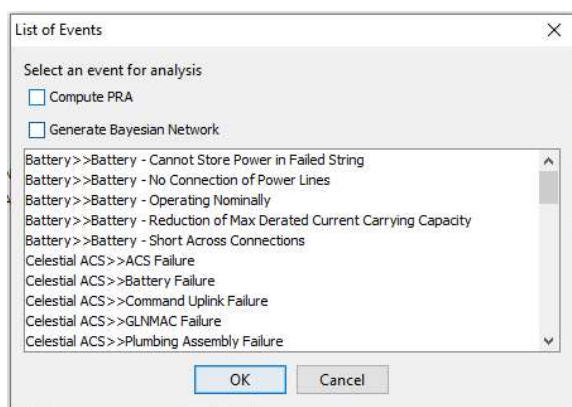 List of Events
Select an event for analysis
Compute PRA
Generate Bayesian Network
Battery>>Battery - Cannot Store Power in Failed String
Battery>>Battery - No Connection of Power Lines
Battery>>Battery - Operating Nominally
Battery>>Battery - Reduction of Max Derated Current Carrying Capacity
Battery>>Battery - Short Across Connections
Celestial ACS>>ACS Failure
Celestial ACS>>Battery Failure
Celestial ACS>>Command Uplink Failure
Celestial ACS>>GLNMAC Failure
Celestial ACS>>Plumbing Assembly Failure
OK Cancel